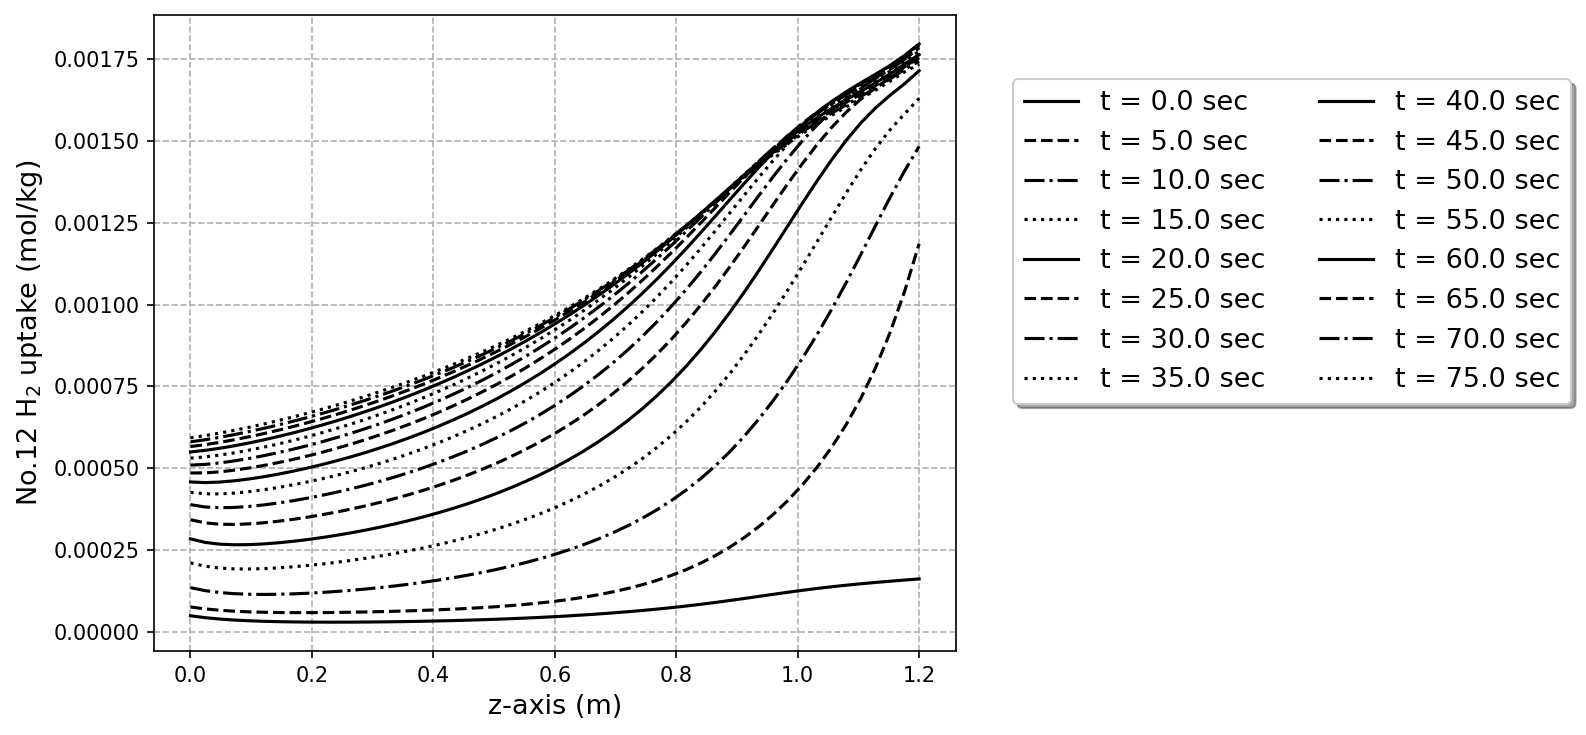 0.00175
0.00150
0.00125
0.00100
0.00075
0.00050
0.00025
0.00000
No.12 H₂ uptake (mol/kg)
0.0 0.2 0.4 0.6 0.8 1.0 1.2
z-axis (m)
t = 0.0 sec
t = 5.0 sec
t = 10.0 sec
t = 15.0 sec
t = 20.0 sec
t = 25.0 sec
t = 30.0 sec
t = 35.0 sec
t = 40.0 sec
t = 45.0 sec
t = 50.0 sec
t = 55.0 sec
t = 60.0 sec
t = 65.0 sec
t = 70.0 sec
t = 75.0 sec